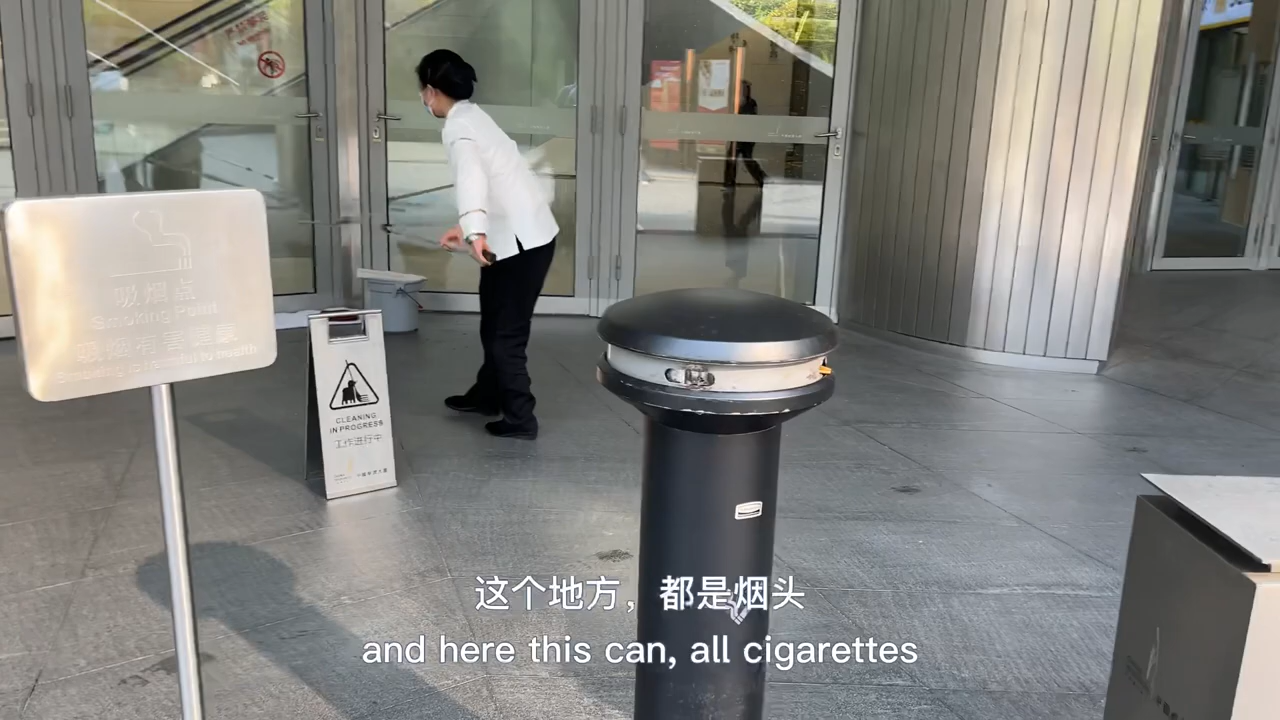 吸烟点
Smoking Point
吸烟有害健康
Smoking is harmful to health
CLEANING
IN PROGRESS
工作进行中
这个地方，都是烟头
and here this can, all cigarettes